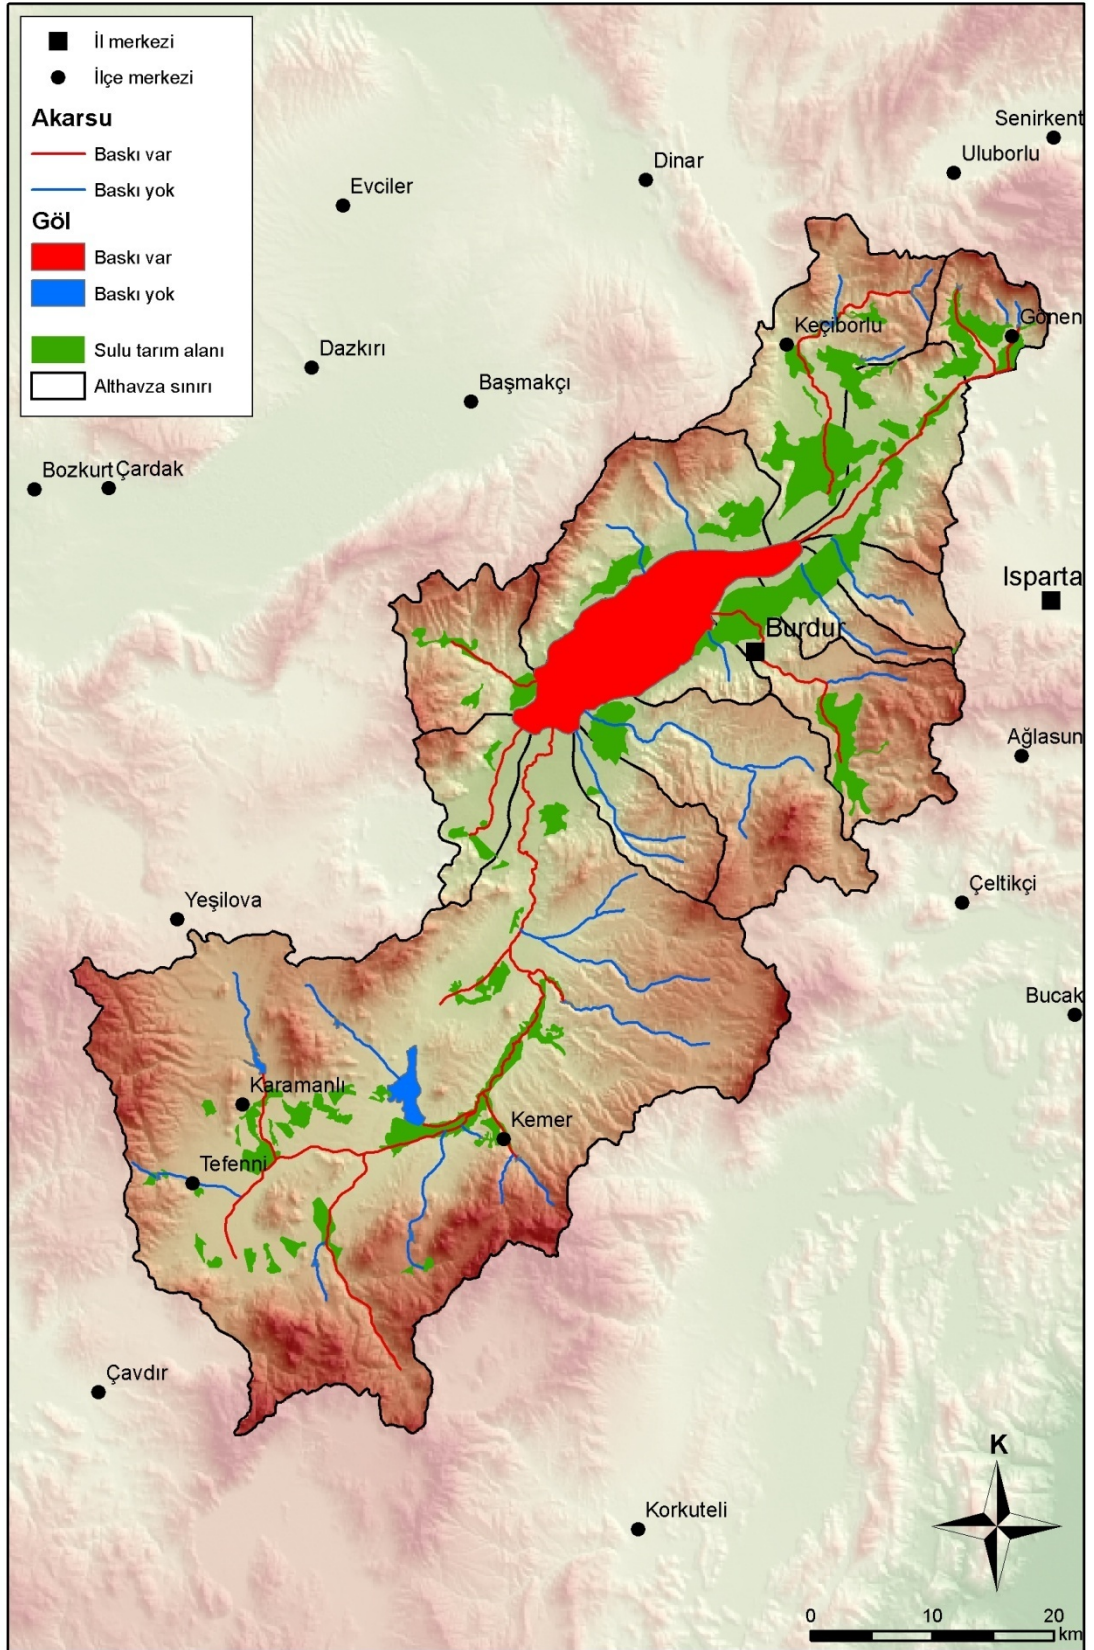 İl merkezi
İlçe merkezi
Akarsu
Baskı var
Baskı yok
Göl
Baskı var
Baskı yok
Sulu tarım alanı
Althavza sınırı
Senirkent
Uluborlu
Dinar
Evciler
Gönen
Keçiborlu
Dazkırı
Başmakçı
Bozkurt Çardak
Isparta
Burdur
Ağlasun
Çeltikçi
Yeşilova
Bucak
Karamanlı
Kemer
Tefenni
Çavdır
Korkuteli
K
0 10 20
km